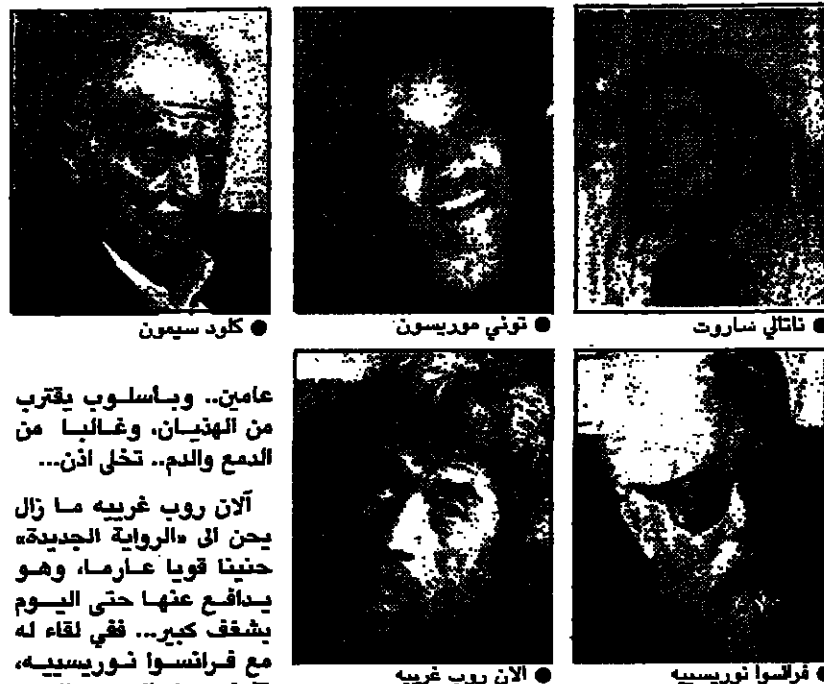 ● ناتالي ساروت
● توني موريسون
● كلود سيمون
● فرانسوا نوريسييه
● آلان روب غرييه
عامين.. وبأسلوب يقترب
من الهذيان، وغالبا من
الدمع والدم.. تخلى اذن...
آلان روب غرييه ما زال
يحن الى «الرواية الجديدة»
حنينا قويا عارما، وهو
يدافع عنها حتى اليوم
بشغف كبير... ففي لقاء له
مع فرانسوا نوريسييه،